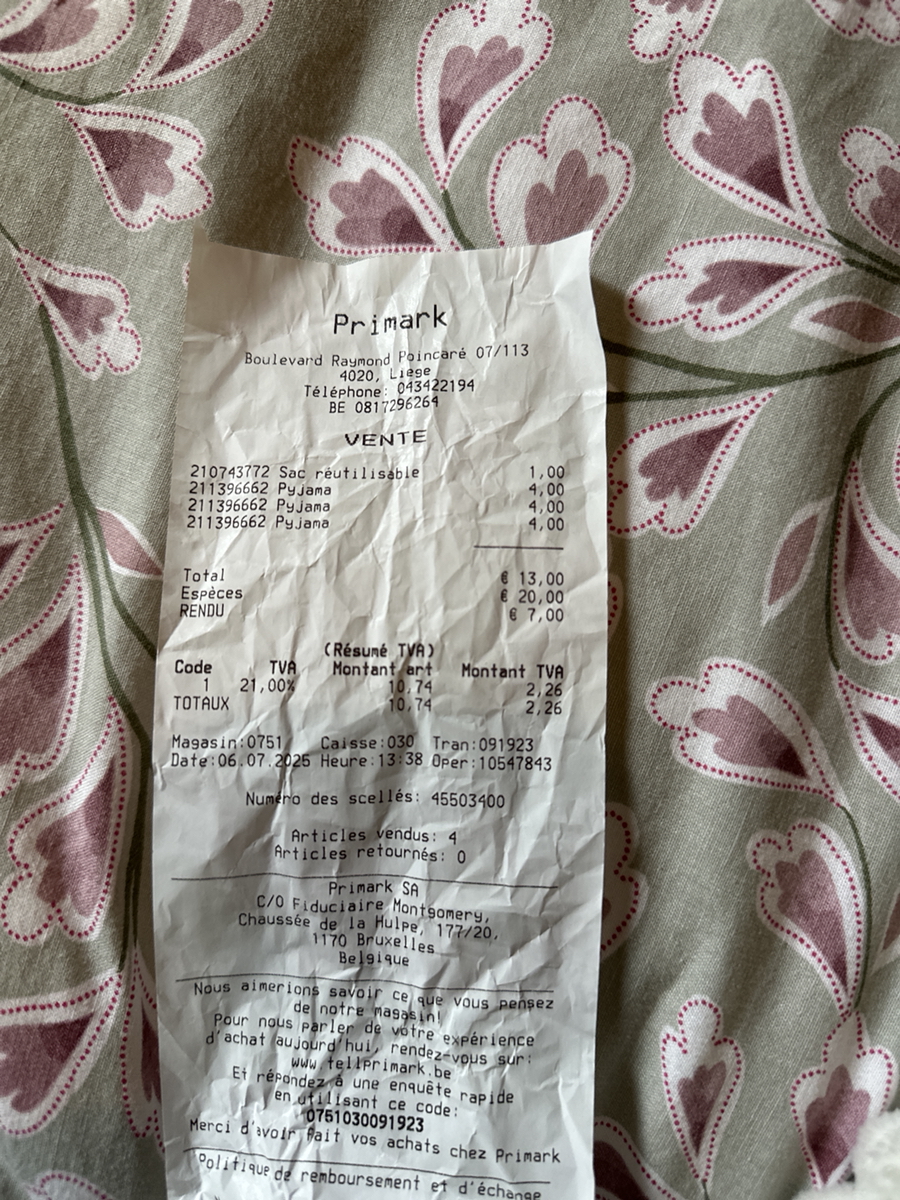 Primark
Boulevard Raymond Poincaré 07/113
4020, Liege
Téléphone: 043422194
BE 0817296264
VENTE
210743772 Sac réutilisable 1,00
211396662 Pyjama 4,00
211396662 Pyjama 4,00
211396662 Pyjama 4,00
Total € 13,00
Espèces € 20,00
RENDU € 7,00
(Résumé TVA)
Code TVA Montant art Montant TVA
1 21,00% 10,74 2,26
TOTAUX 10,74 2,26
Magasin:0751 Caisse:030 Tran:091923
Date:06.07.2025 Heure:13:38 Oper:10547843
Numéro des scellés: 45503400
Articles vendus: 4
Articles retournés: 0
Primark SA
C/O Fiduciaire Montgomery,
Chaussée de la Hulpe, 177/20,
1170 Bruxelles
Belgique
Nous aimerions savoir ce que vous pensez
de notre magasin!
Pour nous parler de votre expérience
d'achat aujourd'hui, rendez-vous sur:
www.tellprimark.be
Et répondez à une enquête rapide
en utilisant ce code:
0751030091923
Merci d'avoir fait vos achats chez Primark
Politique de remboursement et d'échange